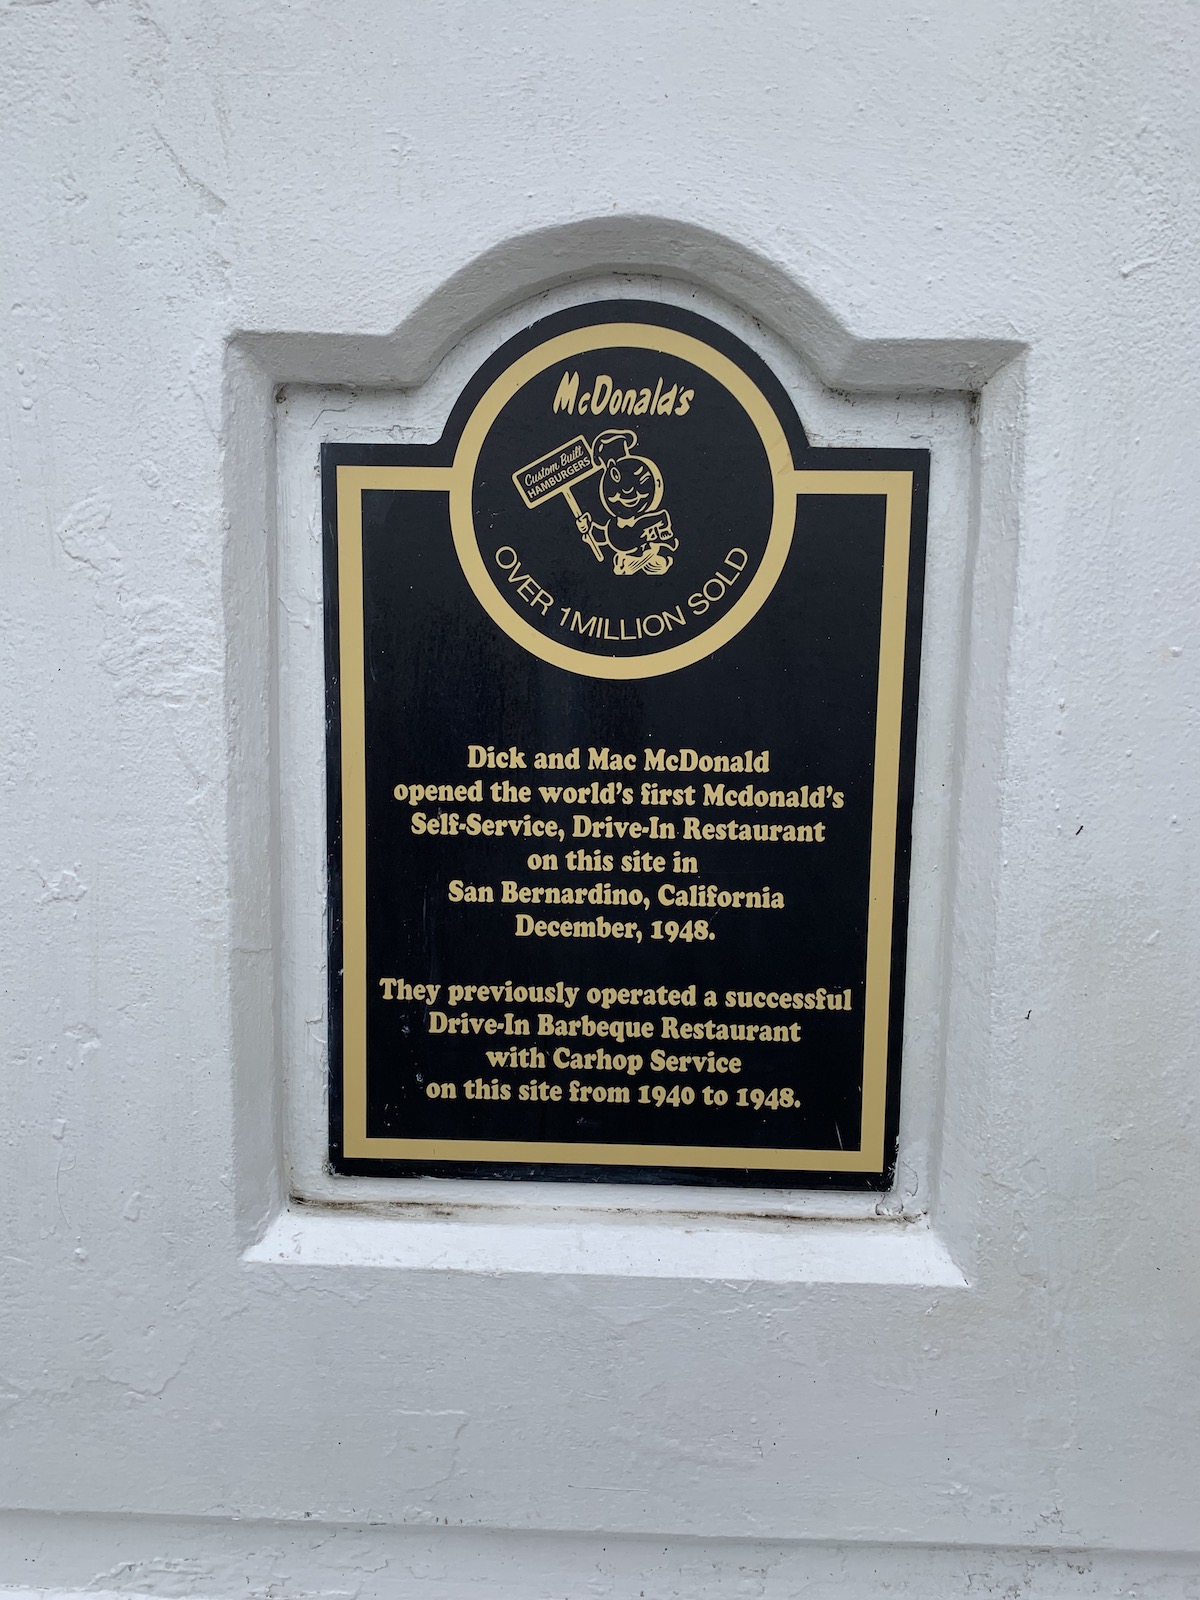 McDonald's
Custom Built
HAMBURGERS
OVER 1 MILLION SOLD
Dick and Mac McDonald
opened the world's first Mcdonald's
Self-Service, Drive-In Restaurant
on this site in
San Bernardino, California
December, 1948.
They previously operated a successful
Drive-In Barbeque Restaurant
with Carhop Service
on this site from 1940 to 1948.